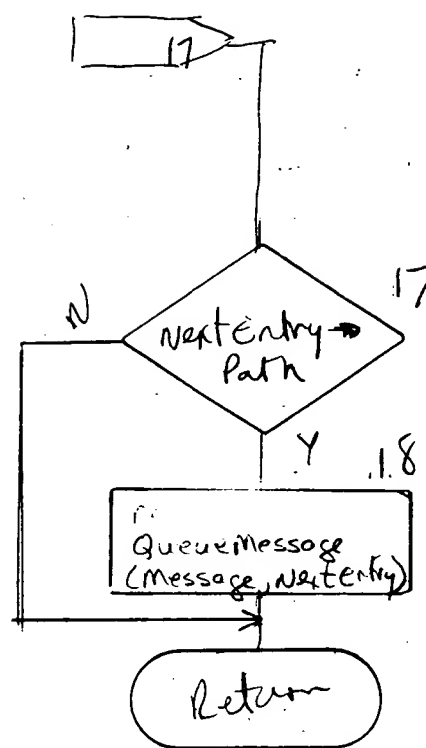 17
17
N
NextEntry→
Path
Y
18
QueueMessage
(Message, NextEntry)
Return